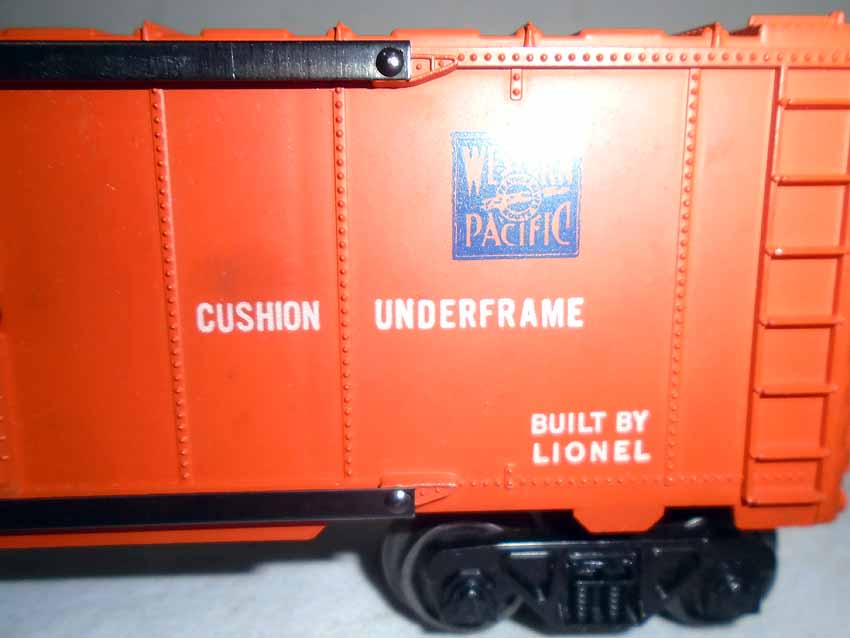 WESTERN
PACIFIC
CUSHION UNDERFRAME
BUILT BY
LIONEL